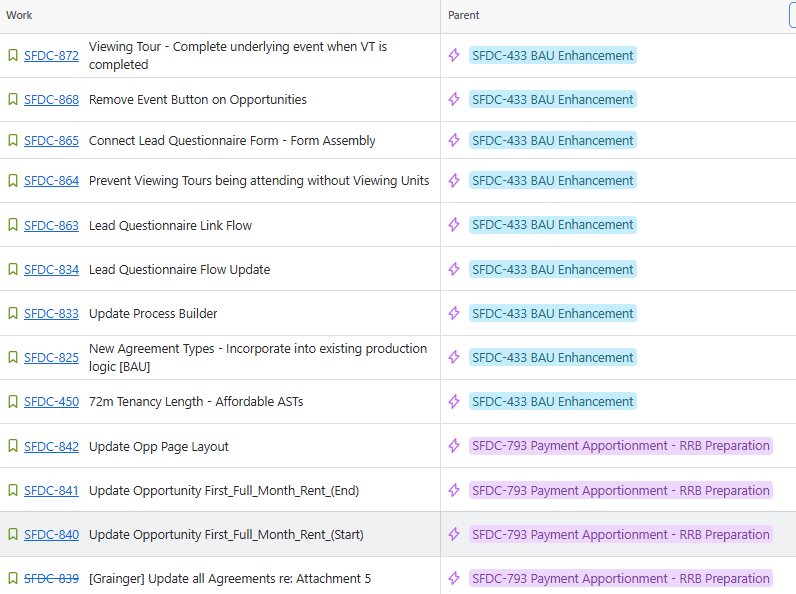 Work Parent
SFDC-872 Viewing Tour - Complete underlying event when VT is
completed SFDC-433 BAU Enhancement
SFDC-868 Remove Event Button on Opportunities SFDC-433 BAU Enhancement
SFDC-865 Connect Lead Questionnaire Form - Form Assembly SFDC-433 BAU Enhancement
SFDC-864 Prevent Viewing Tours being attending without Viewing Units SFDC-433 BAU Enhancement
SFDC-863 Lead Questionnaire Link Flow SFDC-433 BAU Enhancement
SFDC-834 Lead Questionnaire Flow Update SFDC-433 BAU Enhancement
SFDC-833 Update Process Builder SFDC-433 BAU Enhancement
SFDC-825 New Agreement Types - Incorporate into existing production
logic [BAU] SFDC-433 BAU Enhancement
SFDC-450 72m Tenancy Length - Affordable ASTs SFDC-433 BAU Enhancement
SFDC-842 Update Opp Page Layout SFDC-793 Payment Apportionment - RRB Preparation
SFDC-841 Update Opportunity First_Full_Month_Rent_(End) SFDC-793 Payment Apportionment - RRB Preparation
SFDC-840 Update Opportunity First_Full_Month_Rent_(Start) SFDC-793 Payment Apportionment - RRB Preparation
SFDC-839 [Grainger] Update all Agreements re: Attachment 5 SFDC-793 Payment Apportionment - RRB Preparation